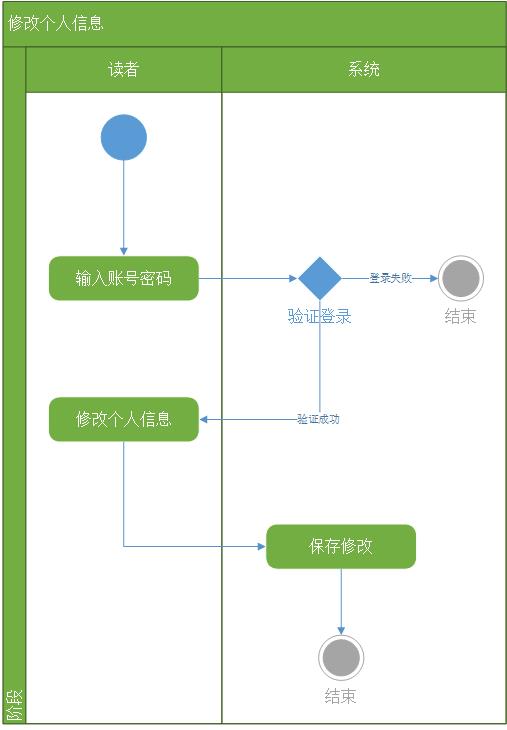 修改个人信息
读者
系统
输入账号密码
登录失败
验证登录
结束
修改个人信息
验证成功
保存修改
结束
阶段